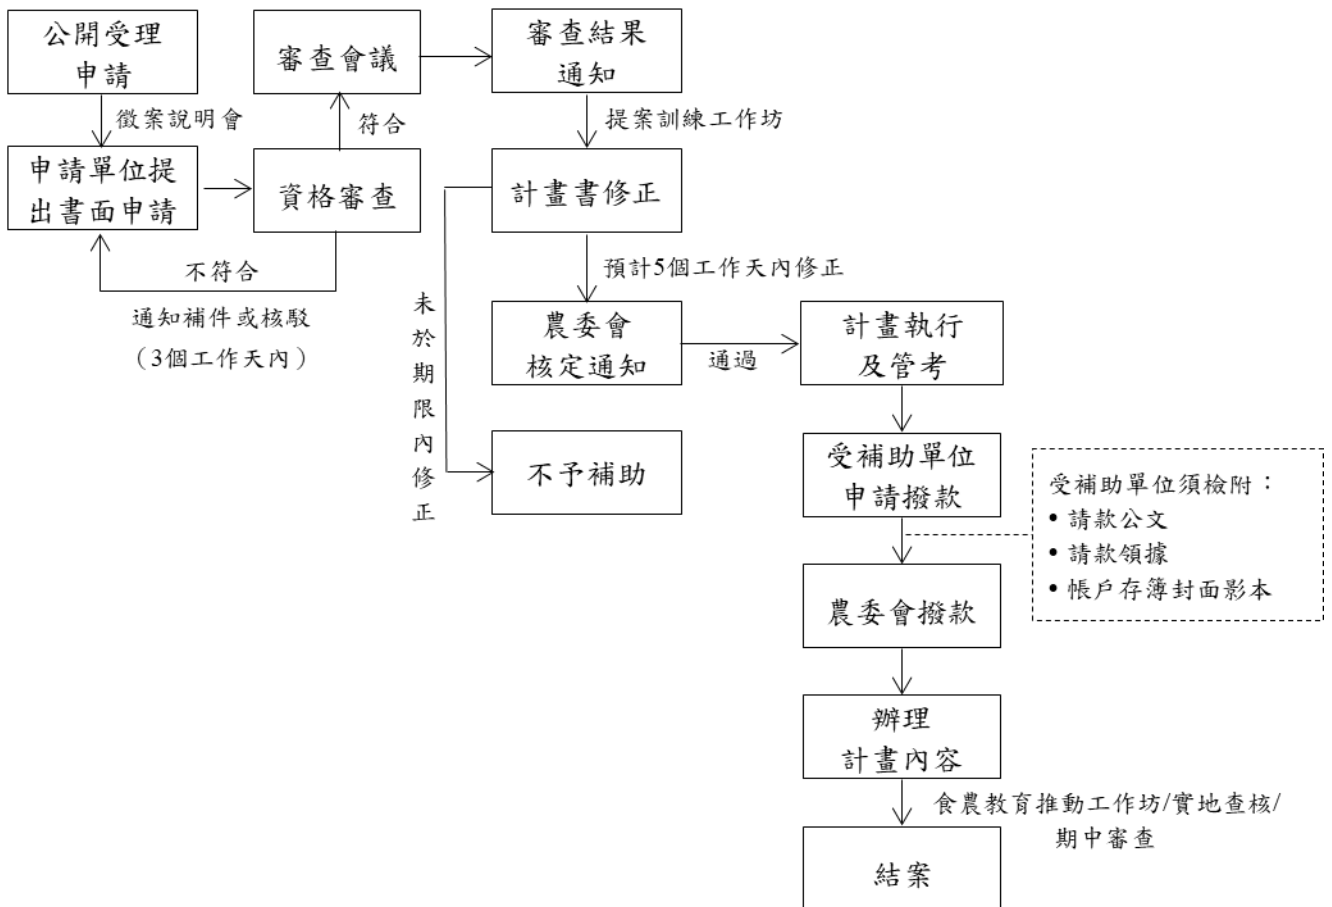 公開受理
申請
徵案說明會
申請單位提
出書面申請
資格審查
不符合
通知補件或核駁
（3個工作天內）
符合
審查會議
審查結果
通知
提案訓練工作坊
計畫書修正
未於期限內修正
不予補助
預計5個工作天內修正
農委會
核定通知
通過
計畫執行
及管考
受補助單位
申請撥款
受補助單位須檢附：
• 請款公文
• 請款領據
• 帳戶存簿封面影本
農委會撥款
辦理
計畫內容
食農教育推動工作坊/實地查核/
期中審查
結案